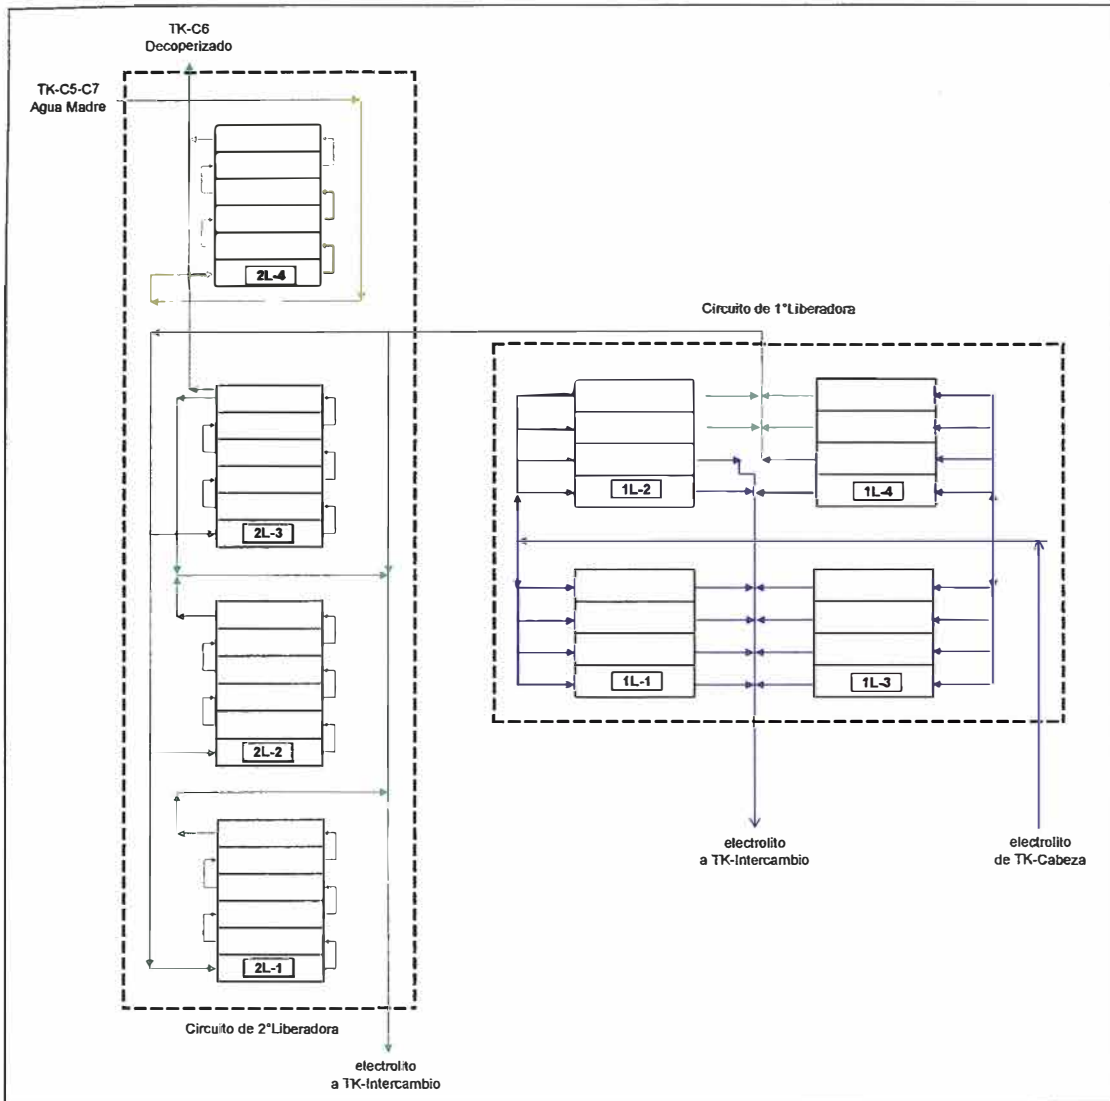 TK-C6
Decoperizado
TK-C5-C7
Agua Madre
2L-4
Circuito de 1°Liberadora
1L-2
1L-4
2L-3
1L-1
1L-3
2L-2
electrolito
a TK-Intercambio
electrolito
de TK-Cabeza
2L-1
Circuito de 2°Liberadora
electrolito
a TK-Intercambio